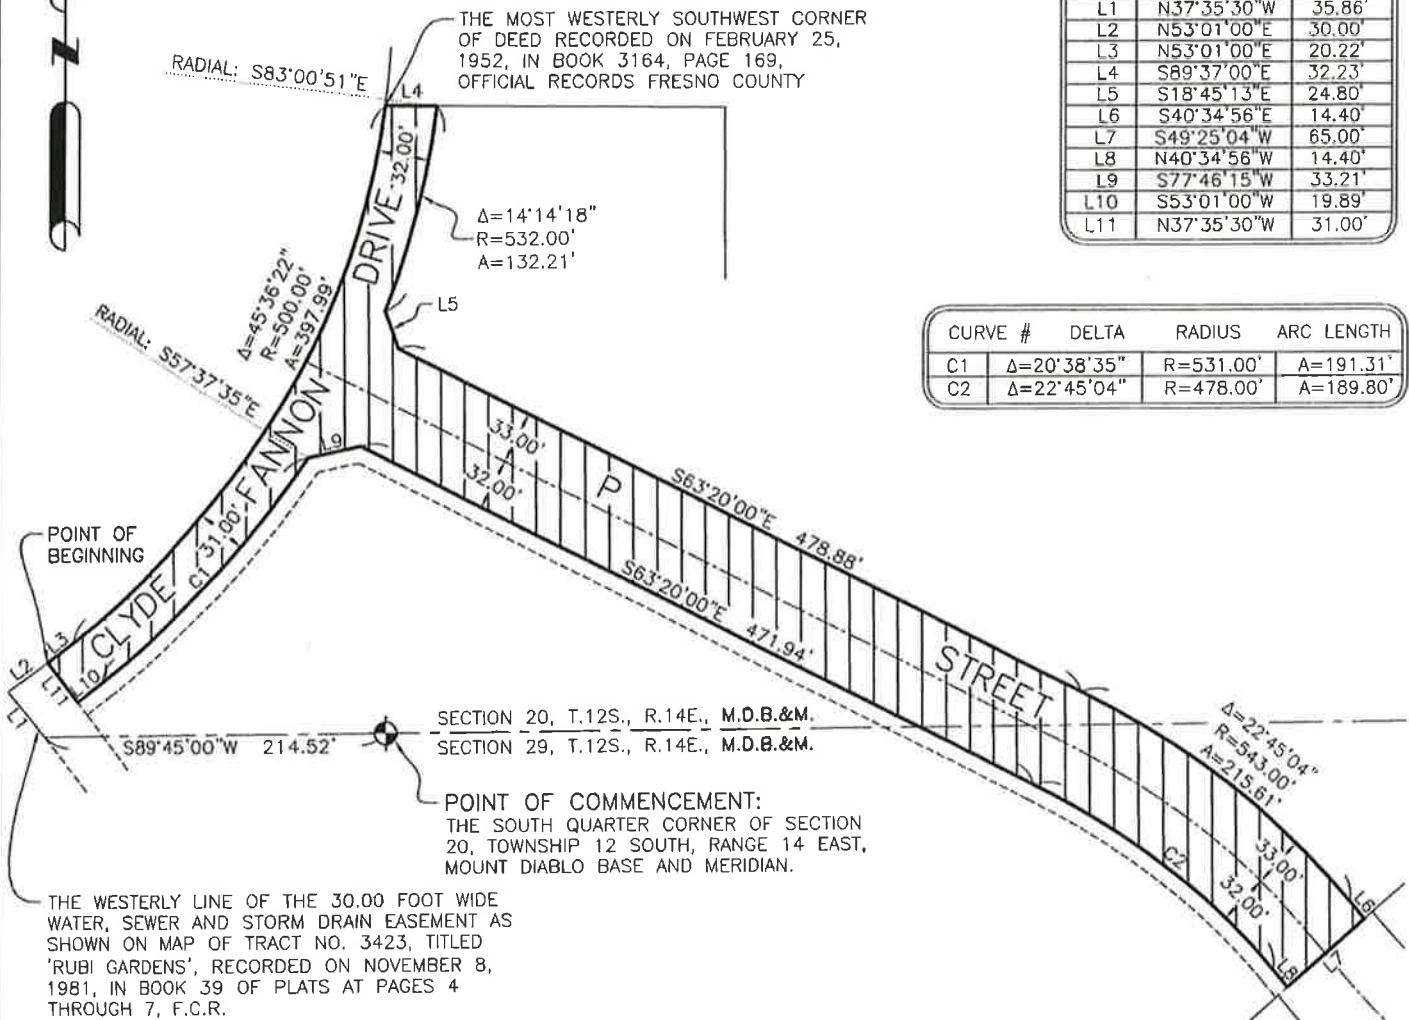 THE MOST WESTERLY SOUTHWEST CORNER
OF DEED RECORDED ON FEBRUARY 25,
1952, IN BOOK 3164, PAGE 169,
OFFICIAL RECORDS FRESNO COUNTY
L1 N37°35'30"W 35.86'
L2 N53°01'00"E 30.00'
L3 N53°01'00"E 20.22'
L4 S89°37'00"E 32.23'
L5 S18°45'13"E 24.80'
L6 S40°34'56"E 14.40'
L7 S49°25'04"W 65.00'
L8 N40°34'56"W 14.40'
L9 S77°46'15"W 33.21'
L10 S53°01'00"W 19.89'
L11 N37°35'30"W 31.00'
N
RADIAL: S83°00'51"E
L4
32.00'
Δ=14°14'18"
R=532.00'
A=132.21'
L5
Δ=45°36'22"
R=500.00'
A=397.99'
RADIAL: S57°37'35"E
CURVE # DELTA RADIUS ARC LENGTH
C1 Δ=20°38'35" R=531.00' A=191.31'
C2 Δ=22°45'04" R=478.00' A=189.80'
CLYDE FANNON DRIVE
L9
31.00'
C1
33.00'
32.00'
P STREET
S63°20'00"E 478.88'
S63°20'00"E 471.94'
POINT OF
BEGINNING
L3
L2
L10
L11
L1
S89°45'00"W 214.52'
SECTION 20, T.12S., R.14E., M.D.B.&M.
SECTION 29, T.12S., R.14E., M.D.B.&M.
Δ=22°45'04"
R=543.00'
A=215.61'
C2
33.00'
32.00'
L6
L7
L8
POINT OF COMMENCEMENT:
THE SOUTH QUARTER CORNER OF SECTION
20, TOWNSHIP 12 SOUTH, RANGE 14 EAST,
MOUNT DIABLO BASE AND MERIDIAN.
THE WESTERLY LINE OF THE 30.00 FOOT WIDE
WATER, SEWER AND STORM DRAIN EASEMENT AS
SHOWN ON MAP OF TRACT NO. 3423, TITLED
'RUBI GARDENS', RECORDED ON NOVEMBER 8,
1981, IN BOOK 39 OF PLATS AT PAGES 4
THROUGH 7, F.C.R.